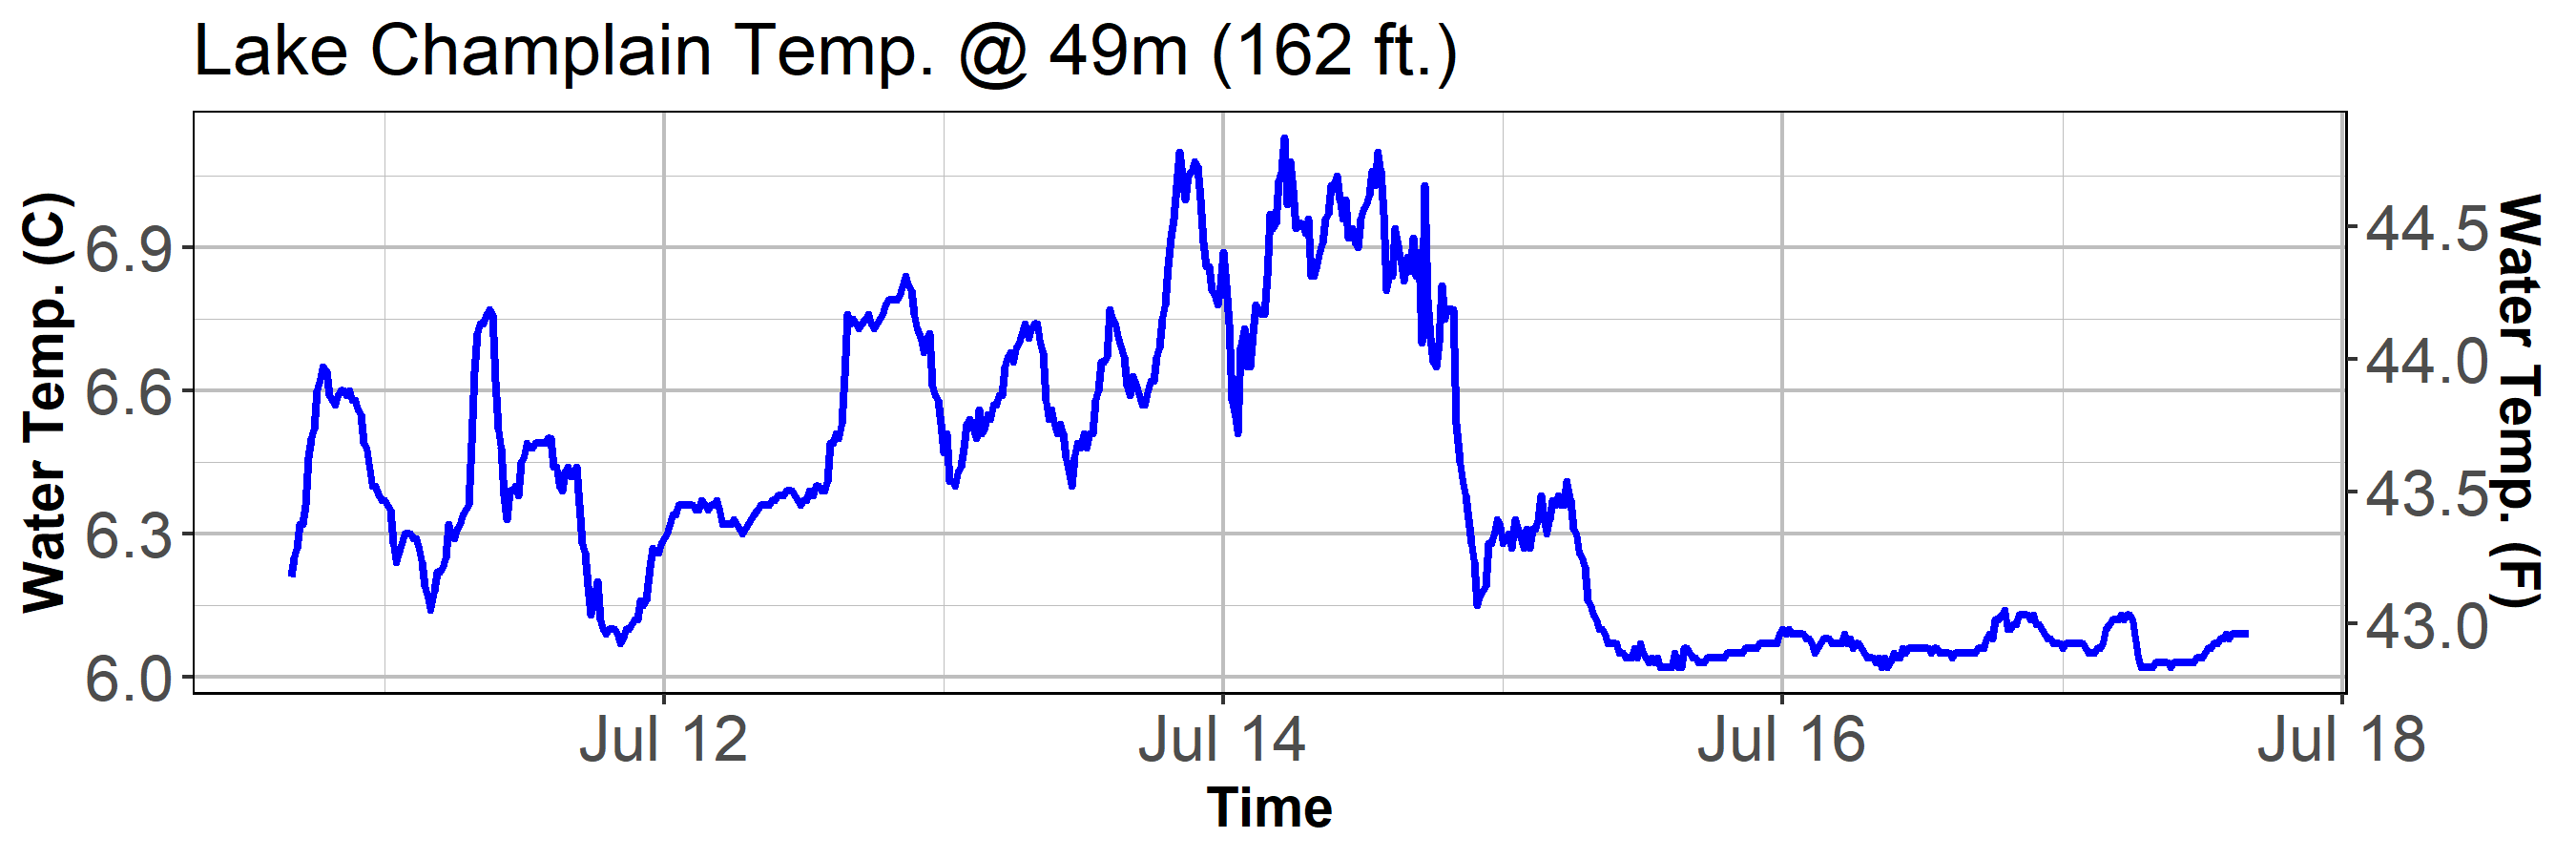 Lake Champlain Temp. @ 49m (162 ft.)
Water Temp. (C)
6.9
6.6
6.3
6.0
44.5
44.0
43.5
43.0
Water Temp. (F)
Jul 12
Jul 14
Jul 16
Jul 18
Time